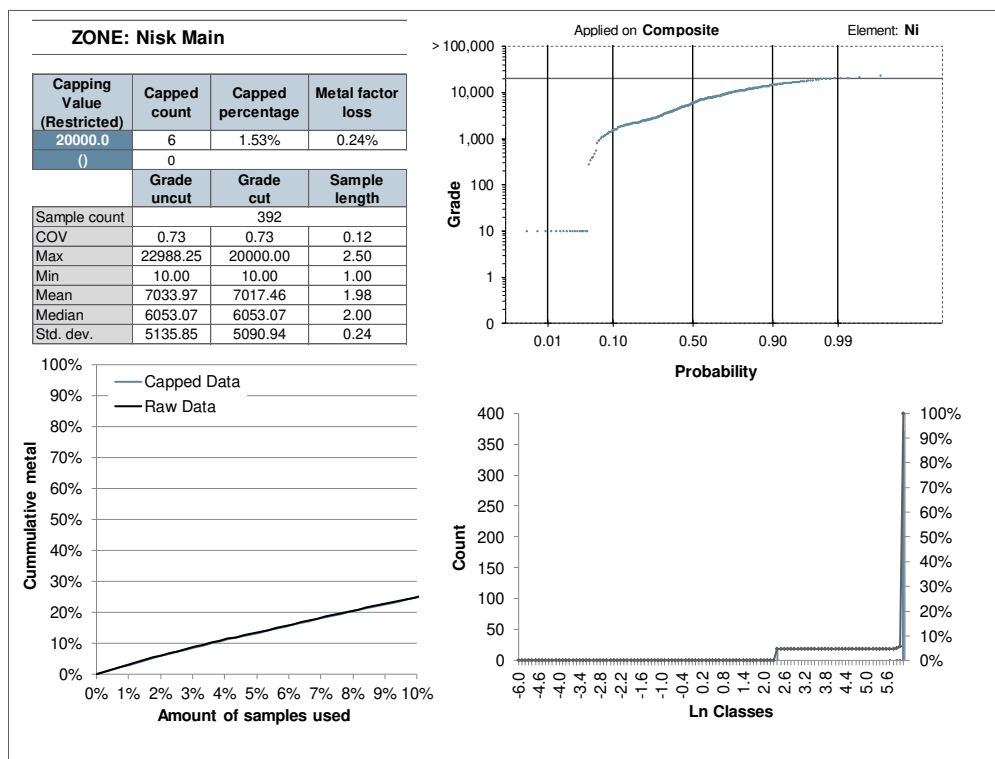 ZONE: Nisk Main
Capping Value (Restricted) Capped count Capped percentage Metal factor loss
20000.0 6 1.53% 0.24%
() 0
Grade uncut Grade cut Sample length
Sample count 392
COV 0.73 0.73 0.12
Max 22988.25 20000.00 2.50
Min 10.00 10.00 1.00
Mean 7033.97 7017.46 1.98
Median 6053.07 6053.07 2.00
Std. dev. 5135.85 5090.94 0.24
Applied on Composite Element: Ni
> 100,000
10,000
1,000
100
10
1
0
Grade
0.01 0.10 0.50 0.90 0.99
Probability
100%
90%
80%
70%
60%
50%
40%
30%
20%
10%
0%
Cummulative metal
Capped Data
Raw Data
0% 1% 2% 3% 4% 5% 6% 7% 8% 9% 10%
Amount of samples used
400
350
300
250
200
150
100
50
0
Count
100%
90%
80%
70%
60%
50%
40%
30%
20%
10%
0%
-6.0 -4.6 -4.0 -3.4 -2.8 -2.2 -1.6 -1.0 -0.4 0.2 0.8 1.4 2.0 2.6 3.2 3.8 4.4 5.0 5.6
Ln Classes